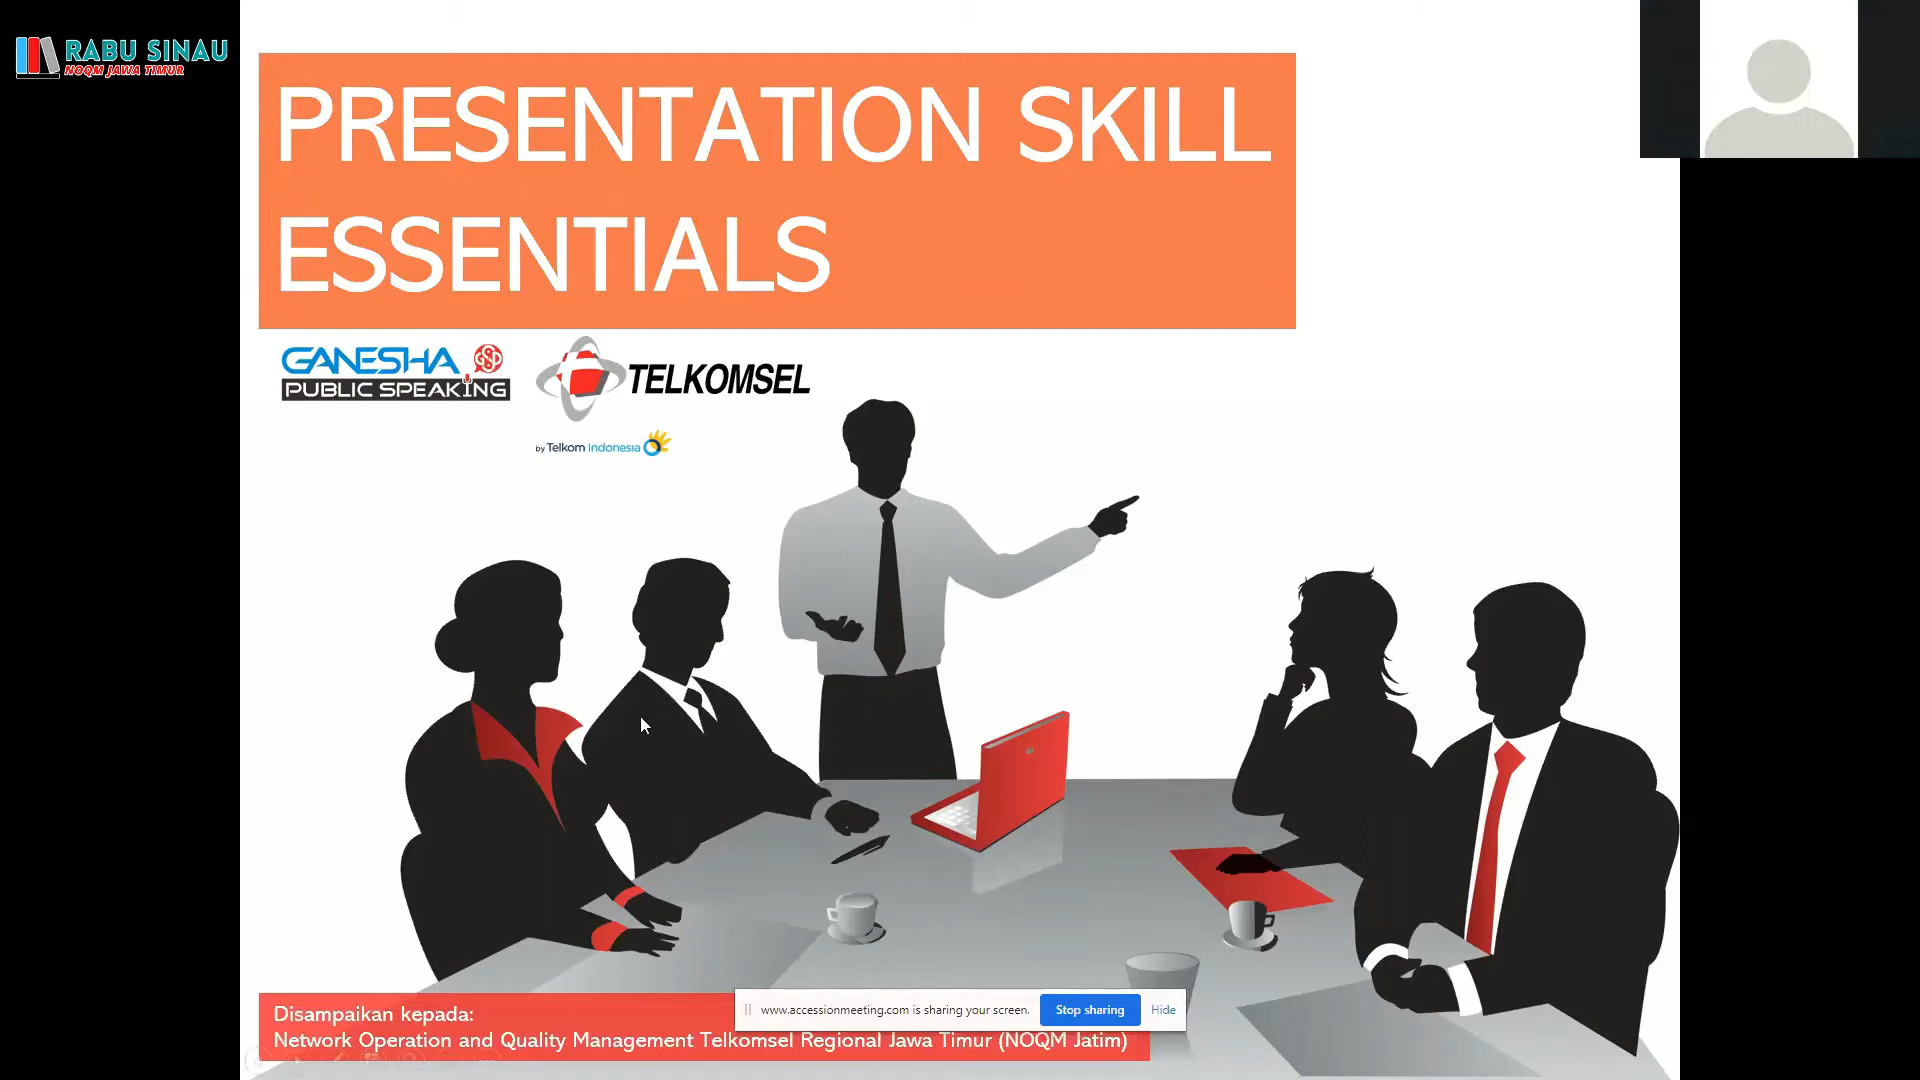 RABU SINAU
NOQM JAWA TIMUR
PRESENTATION SKILL
ESSENTIALS
GANESHA GSP
PUBLIC SPEAKING
TELKOMSEL
by Telkom Indonesia
www.accessionmeeting.com is sharing your screen. Stop sharing Hide
Disampaikan kepada:
Network Operation and Quality Management Telkomsel Regional Jawa Timur (NOQM Jatim)